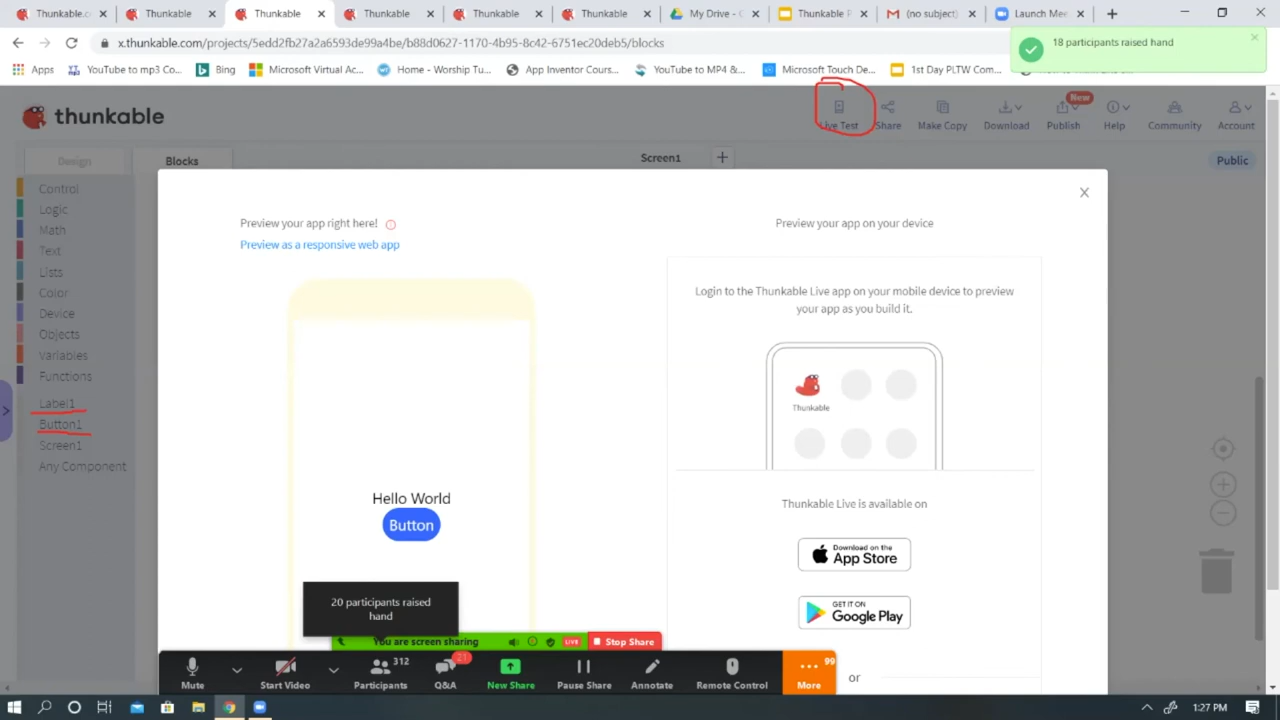 Thunkable.c
Thunkable
Thunkable
Thunkable
Thunkable
Thunkable
My Drive - G
Thunkable P
(no subject)
Launch Mee
x.thunkable.com/projects/5edd2fb27a2a6593de99a4be/b88d0627-1170-4b95-8c42-6751ec20deb5/blocks
18 participants raised hand
Apps
YouTube to mp3 Co...
Bing
Microsoft Virtual Ac...
Home - Worship Tu...
App Inventor Cours...
YouTube to MP4 &...
Microsoft Touch De...
1st Day PLTW Com...
thunkable
Live Test
Share
Make Copy
Download
New
Publish
Help
Community
Account
Design
Blocks
Screen1
Public
Control
Logic
Math
Text
Lists
Color
Device
Objects
Variables
Functions
Label1
Button1
Screen1
Any Component
Preview your app right here!
Preview as a responsive web app
Hello World
Button
Preview your app on your device
Login to the Thunkable Live app on your mobile device to preview
your app as you build it.
Thunkable
Thunkable Live is available on
Download on the
App Store
GET IT ON
Google Play
or
20 participants raised
hand
You are screen sharing
LIVE
Stop Share
Mute
Start Video
312
Participants
21
Q&A
New Share
Pause Share
Annotate
Remote Control
99
More
1:27 PM